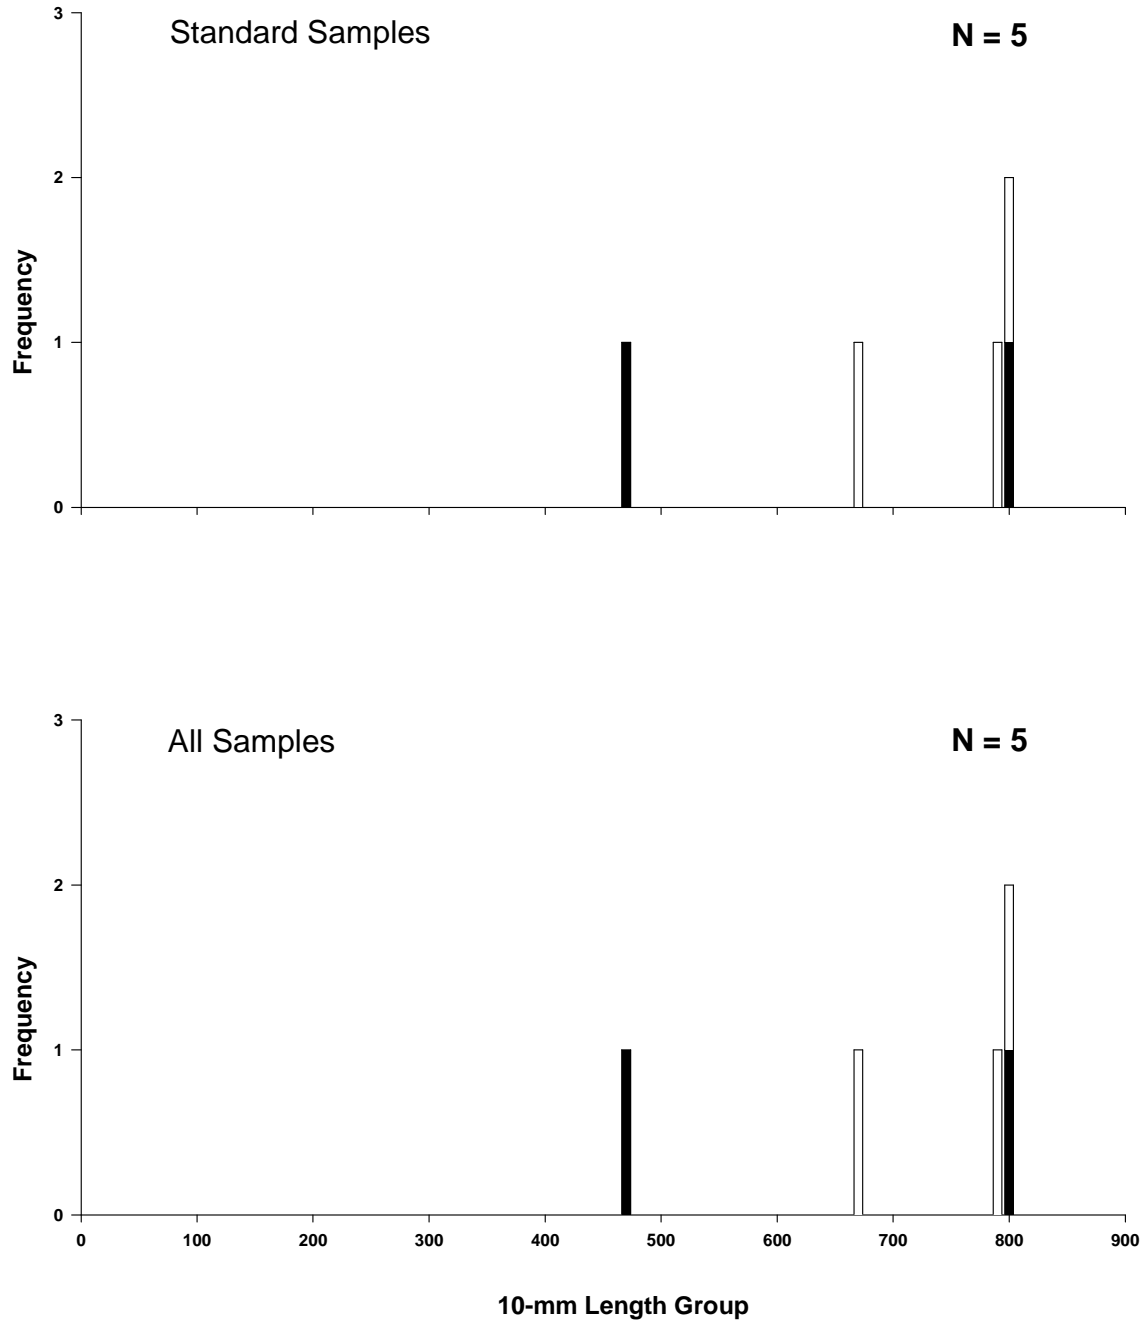 Standard Samples
N = 5
3
2
1
0
Frequency
All Samples
N = 5
3
2
1
0
Frequency
0 100 200 300 400 500 600 700 800 900
10-mm Length Group